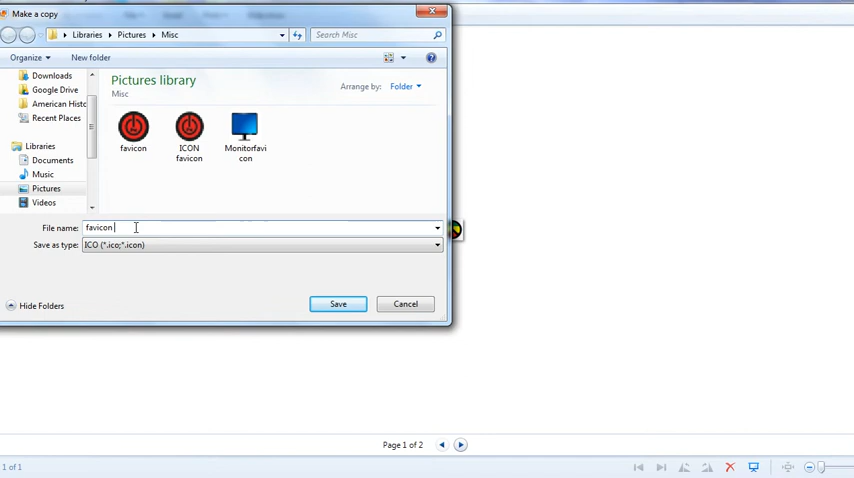 Make a copy
Libraries Pictures Misc
Search Misc
Organize
New folder
Downloads
Google Drive
American Histo
Recent Places
Libraries
Documents
Music
Pictures
Videos
Pictures library
Misc
Arrange by: Folder
favicon
ICON
favicon
Monitorfavi
con
File name: favicon
Save as type: ICO (*.ico;*.icon)
Hide Folders
Save
Cancel
Page 1 of 2
1 of 1